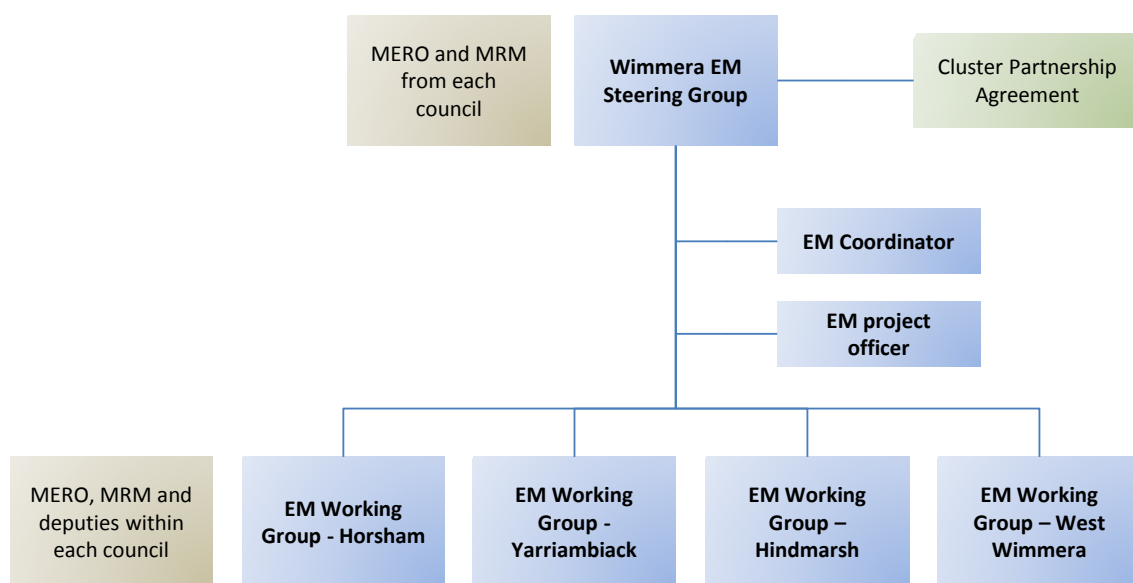 MERO and MRM
from each
council
Wimmera EM
Steering Group
Cluster Partnership
Agreement
EM Coordinator
EM project
officer
MERO, MRM and
deputies within
each council
EM Working
Group - Horsham
EM Working
Group -
Yarriambiack
EM Working
Group –
Hindmarsh
EM Working
Group – West
Wimmera